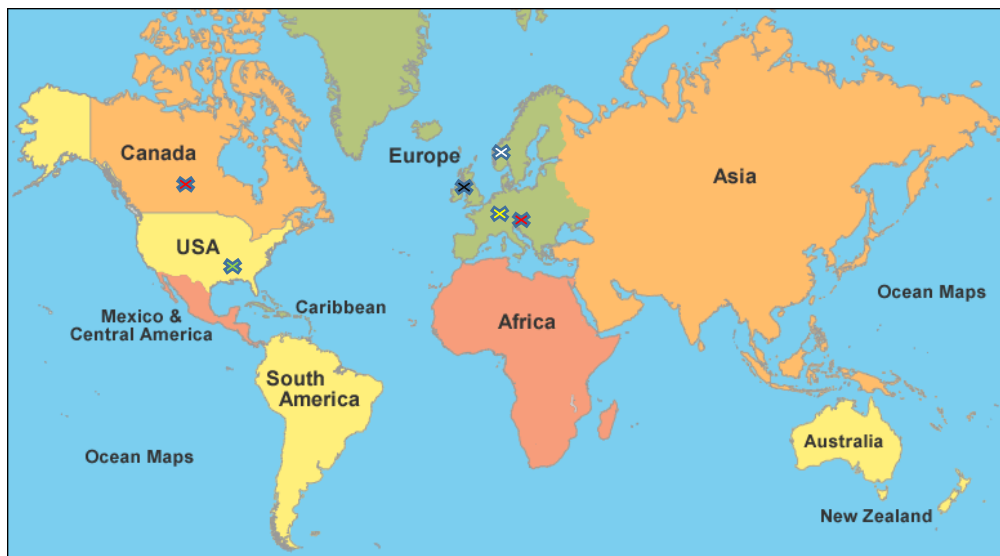 Canada
Europe
Asia
USA
Mexico &
Central America
Caribbean
Ocean Maps
Africa
South
America
Australia
Ocean Maps
New Zealand